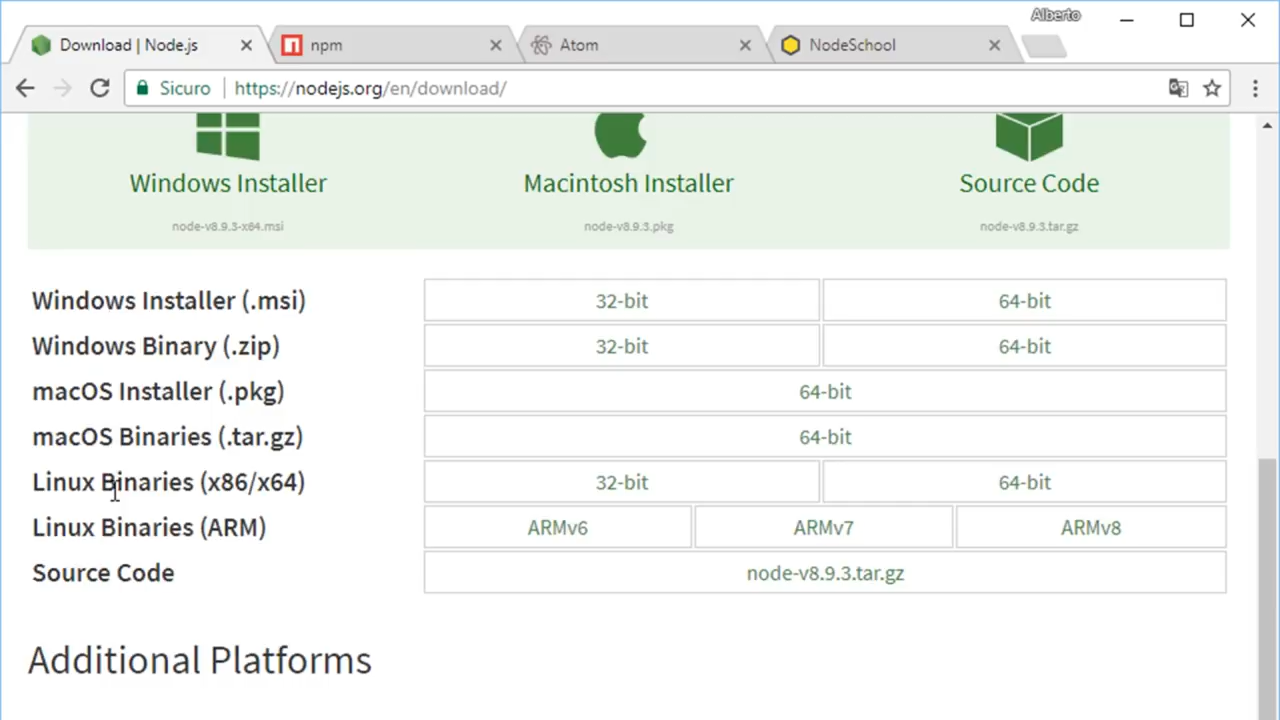 Alberto
Download | Node.js
npm
Atom
NodeSchool
Sicuro
https://nodejs.org/en/download/
Windows Installer
Macintosh Installer
Source Code
node-v8.9.3-x64.msi
node-v8.9.3.pkg
node-v8.9.3.tar.gz
Windows Installer (.msi) 32-bit 64-bit
Windows Binary (.zip) 32-bit 64-bit
macOS Installer (.pkg) 64-bit
macOS Binaries (.tar.gz) 64-bit
Linux Binaries (x86/x64) 32-bit 64-bit
Linux Binaries (ARM) ARMv6 ARMv7 ARMv8
Source Code node-v8.9.3.tar.gz
Additional Platforms